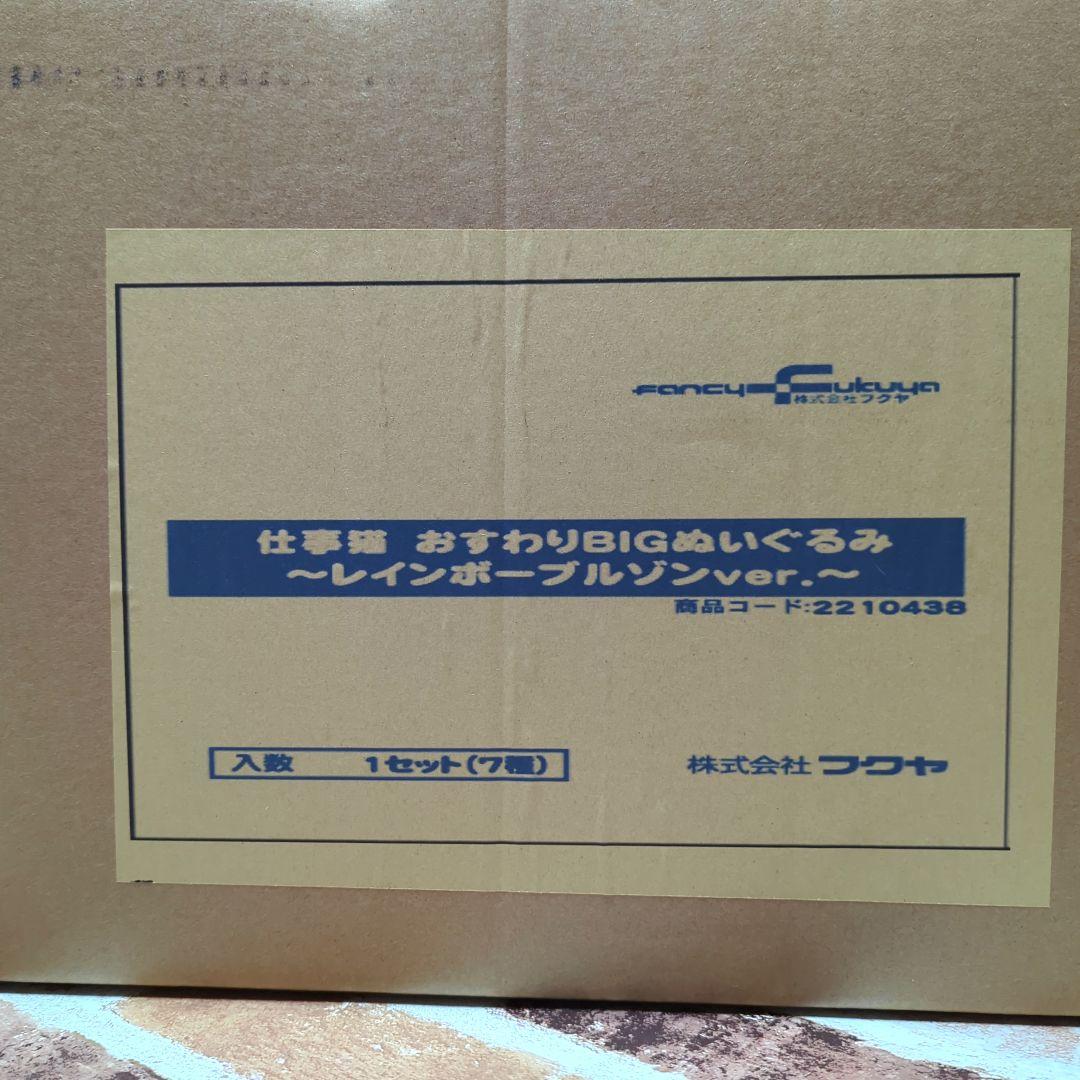 Fancy Fukuya
株式会社フクヤ
仕事猫 おすわりBIGぬいぐるみ
～レインボーブルゾンver.～
商品コード:2210438
入数 1セット(7種)
株式会社フクヤ